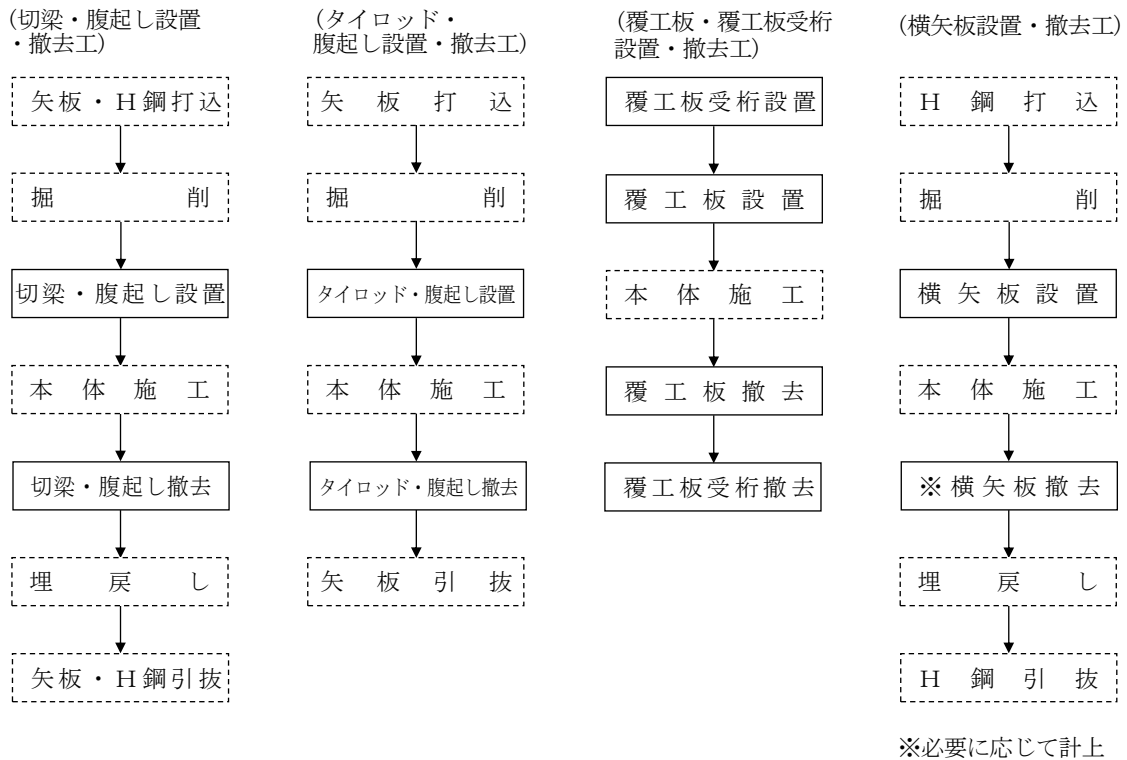 (切梁・腹起し設置
・撤去工)
矢板・Ｈ鋼打込
掘削
切梁・腹起し設置
本体施工
切梁・腹起し撤去
埋戻し
矢板・Ｈ鋼引抜
(タイロッド・
腹起し設置・撤去工)
矢板打込
掘削
タイロッド・腹起し設置
本体施工
タイロッド・腹起し撤去
矢板引抜
(覆工板・覆工板受桁
設置・撤去工)
覆工板受桁設置
覆工板設置
本体施工
覆工板撤去
覆工板受桁撤去
(横矢板設置・撤去工)
Ｈ鋼打込
掘削
横矢板設置
本体施工
※横矢板撤去
埋戻し
Ｈ鋼引抜
※必要に応じて計上